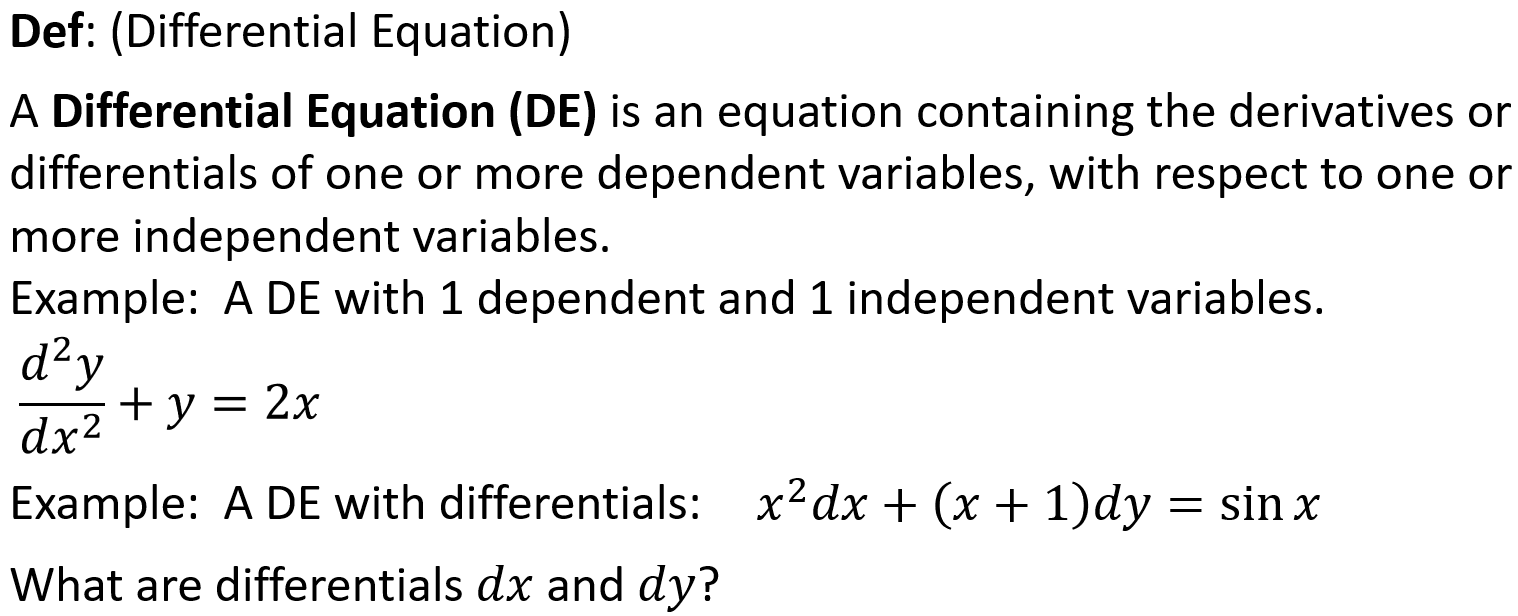 Def: (Differential Equation)
A Differential Equation (DE) is an equation containing the derivatives or
differentials of one or more dependent variables, with respect to one or
more independent variables.
Example:  A DE with 1 dependent and 1 independent variables.
d²y/dx² + y = 2x
Example:  A DE with differentials:  x²dx + (x + 1)dy = sin x
What are differentials dx and dy?